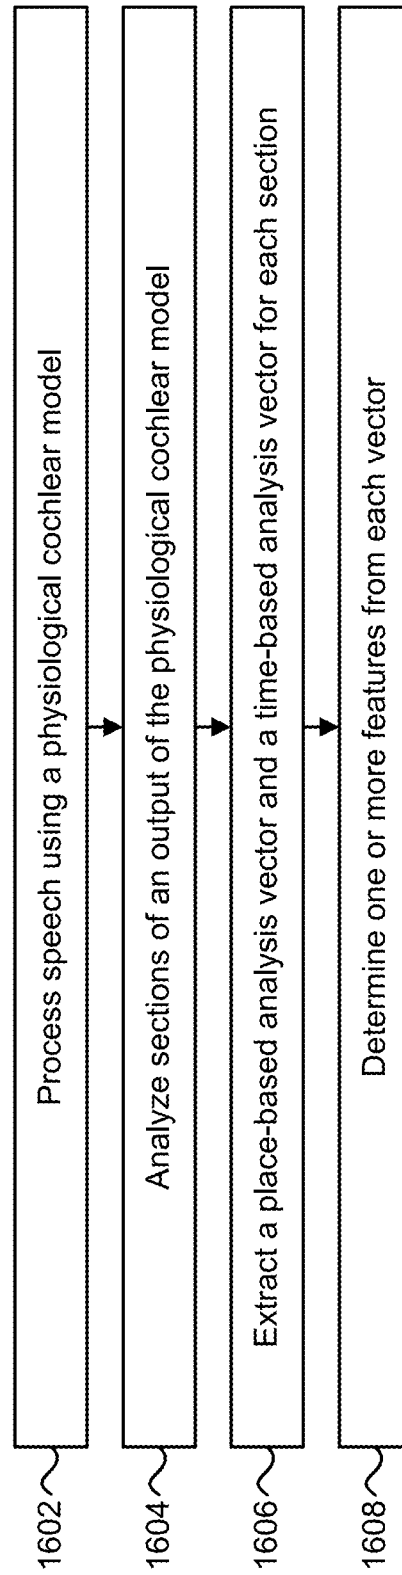 1602
Process speech using a physiological cochlear model
1604
Analyze sections of an output of the physiological cochlear model
1606
Extract a place-based analysis vector and a time-based analysis vector for each section
1608
Determine one or more features from each vector